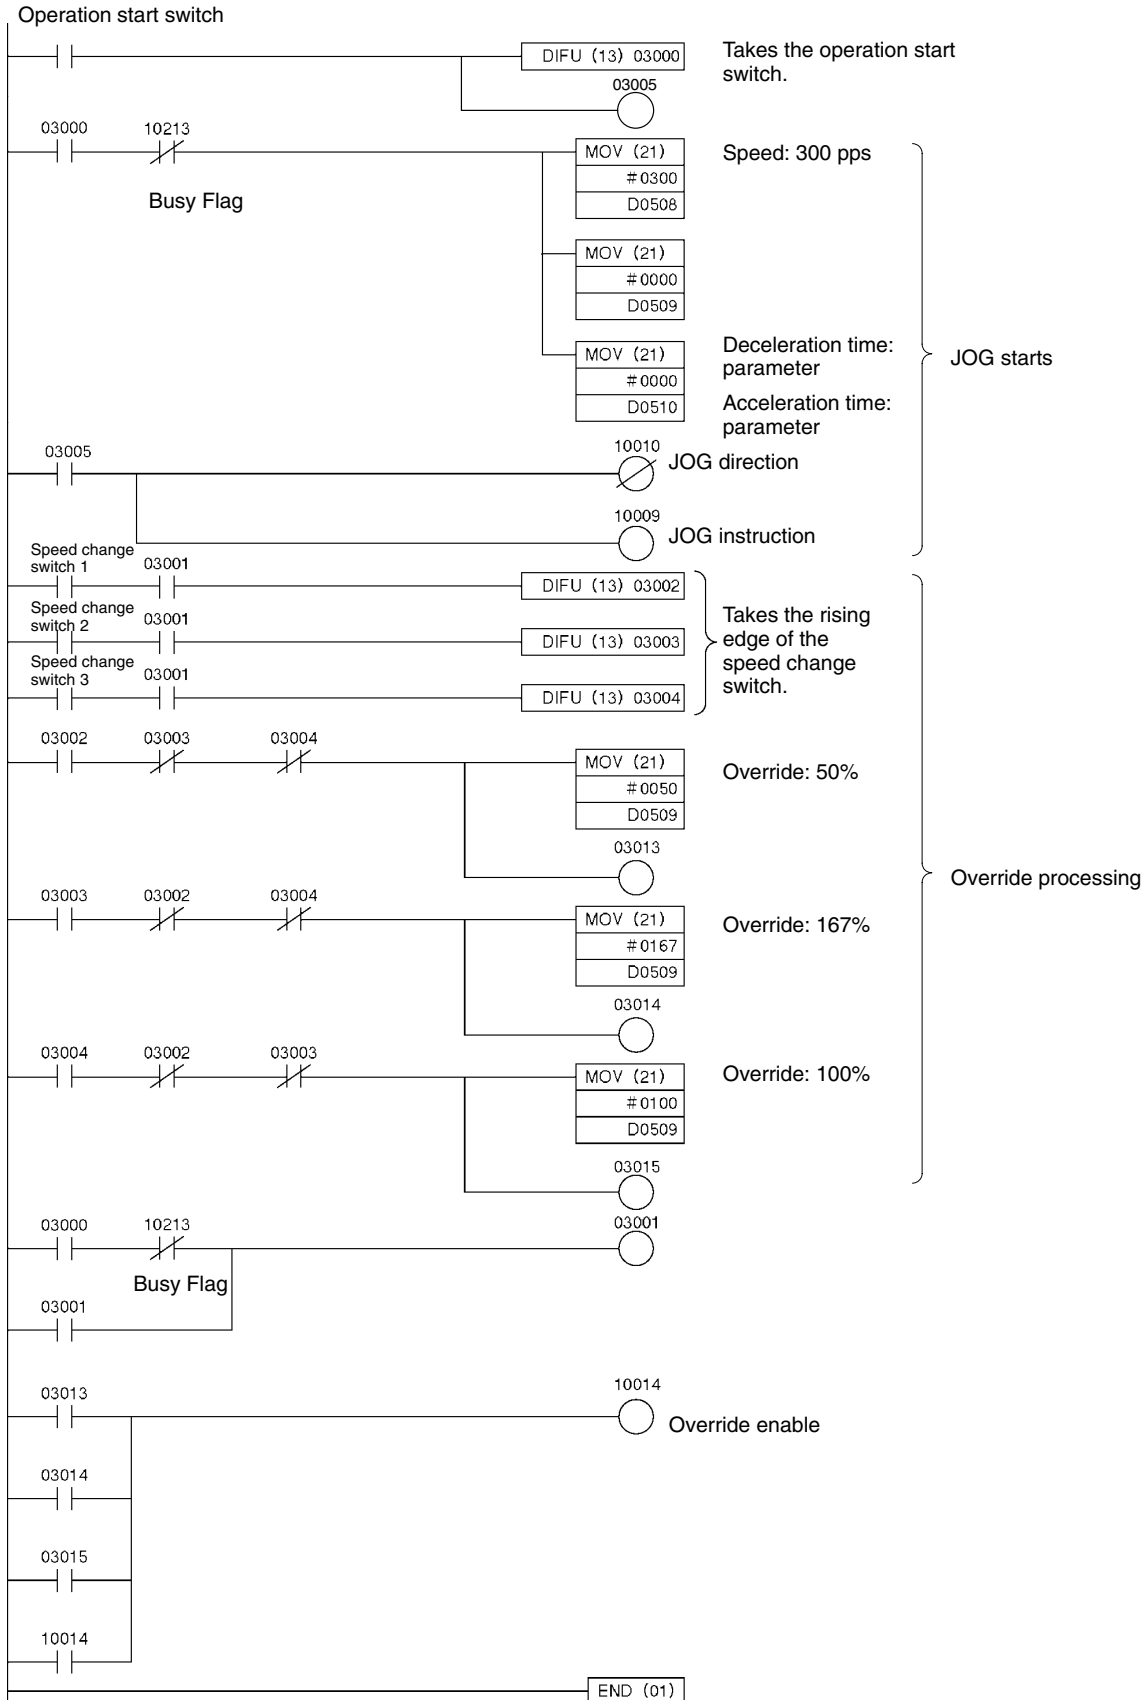 Operation start switch
DIFU (13) 03000
Takes the operation start
switch.
03005
03000
10213
Busy Flag
MOV (21)
#0300
D0508
Speed: 300 pps
MOV (21)
#0000
D0509
MOV (21)
#0000
D0510
Deceleration time:
parameter
Acceleration time:
parameter
JOG starts
03005
10010
JOG direction
10009
JOG instruction
Speed change
switch 1
03001
DIFU (13) 03002
Speed change
switch 2
03001
DIFU (13) 03003
Speed change
switch 3
03001
DIFU (13) 03004
Takes the rising
edge of the
speed change
switch.
03002
03003
03004
MOV (21)
#0050
D0509
Override: 50%
03013
Override processing
03003
03002
03004
MOV (21)
#0167
D0509
Override: 167%
03014
03004
03002
03003
MOV (21)
#0100
D0509
Override: 100%
03015
03000
10213
03001
Busy Flag
03001
03013
10014
Override enable
03014
03015
10014
END (01)